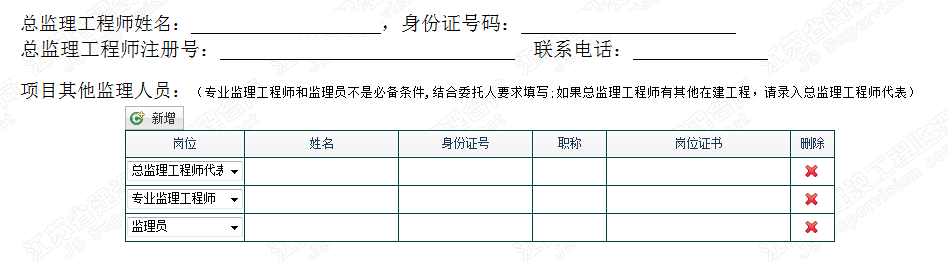 总监理工程师姓名：____________________，身份证号码：______________________
总监理工程师注册号：______________________________ 联系电话：______________
项目其他监理人员：（专业监理工程师和监理员不是必备条件,结合委托人要求填写;如果总监理工程师有其他在建工程，请录入总监理工程师代表）
新增
岗位 姓名 身份证号 职称 岗位证书 删除
总监理工程师代表
专业监理工程师
监理员